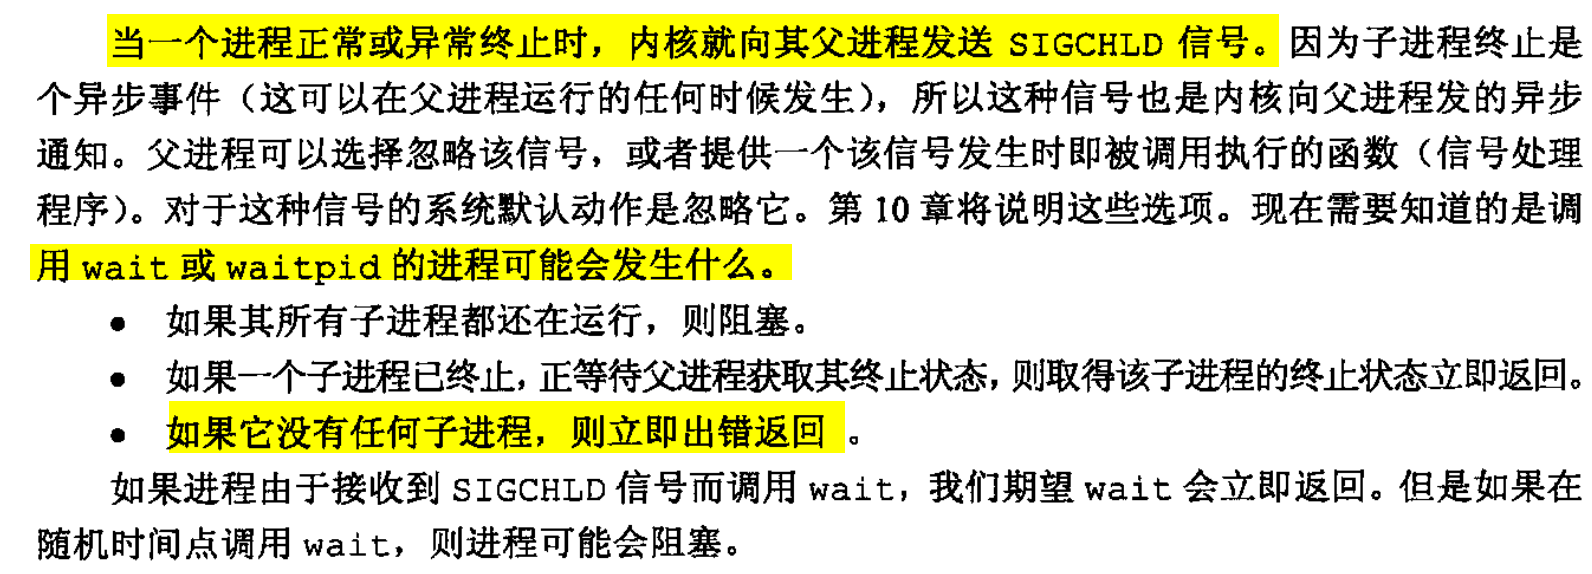 当一个进程正常或异常终止时，内核就向其父进程发送 SIGCHLD 信号。因为子进程终止是
个异步事件（这可以在父进程运行的任何时候发生），所以这种信号也是内核向父进程发的异步
通知。父进程可以选择忽略该信号，或者提供一个该信号发生时即被调用执行的函数（信号处理
程序）。对于这种信号的系统默认动作是忽略它。第 10 章将说明这些选项。现在需要知道的是调
用 wait 或 waitpid 的进程可能会发生什么。
• 如果其所有子进程都还在运行，则阻塞。
• 如果一个子进程已终止，正等待父进程获取其终止状态，则取得该子进程的终止状态立即返回。
• 如果它没有任何子进程，则立即出错返回 。
如果进程由于接收到 SIGCHLD 信号而调用 wait，我们期望 wait 会立即返回。但是如果在
随机时间点调用 wait，则进程可能会阻塞。